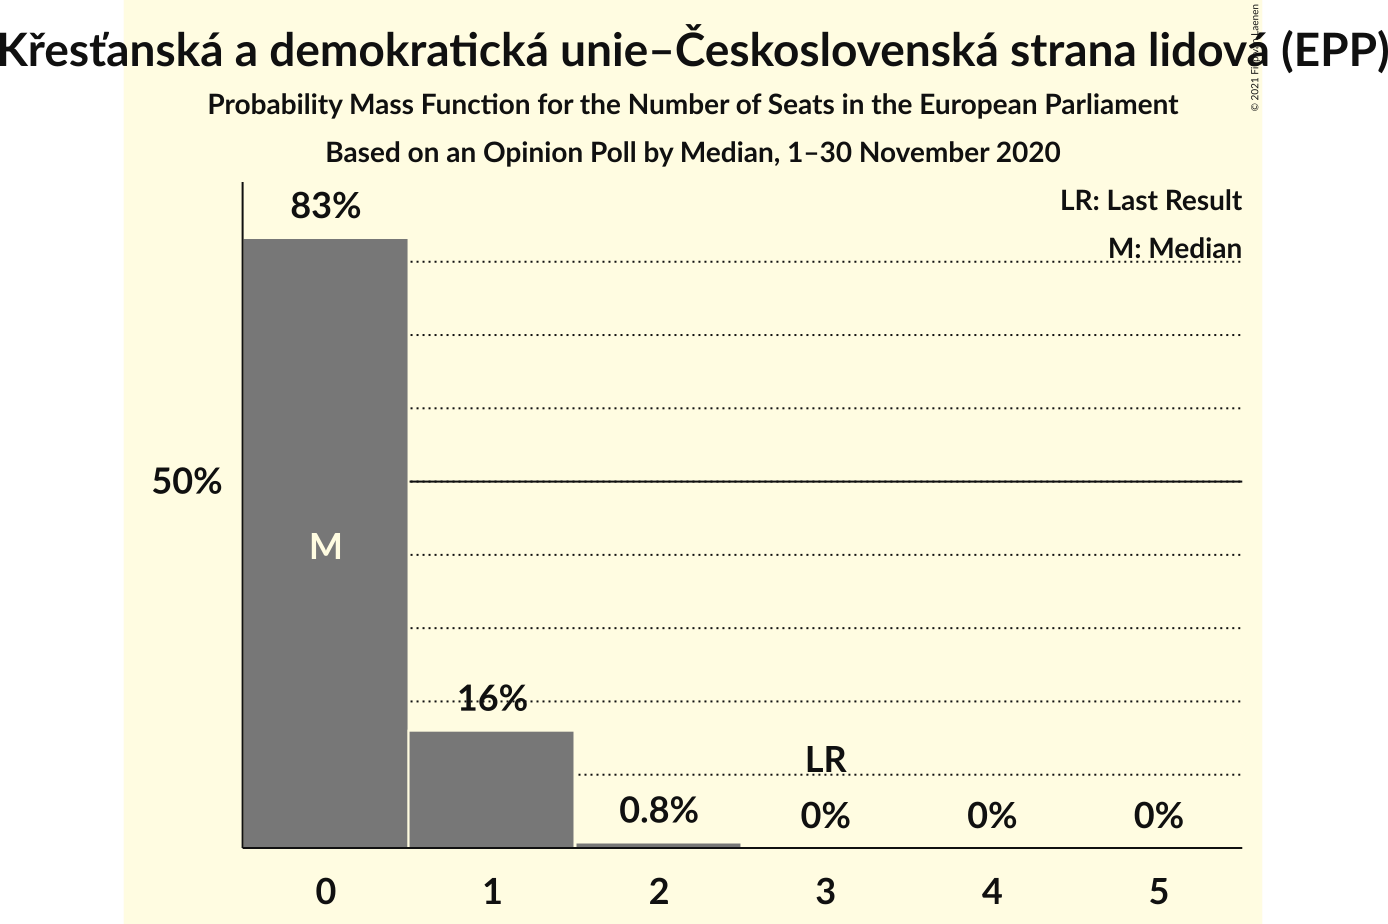 Křesťanská a demokratická unie–Československá strana lidová (EPP)
Probability Mass Function for the Number of Seats in the European Parliament
Based on an Opinion Poll by Median, 1–30 November 2020
LR: Last Result
M: Median
83%
50%
M
16%
LR
0.8%
0%
0%
0%
0
1
2
3
4
5
© 2021 Laenen